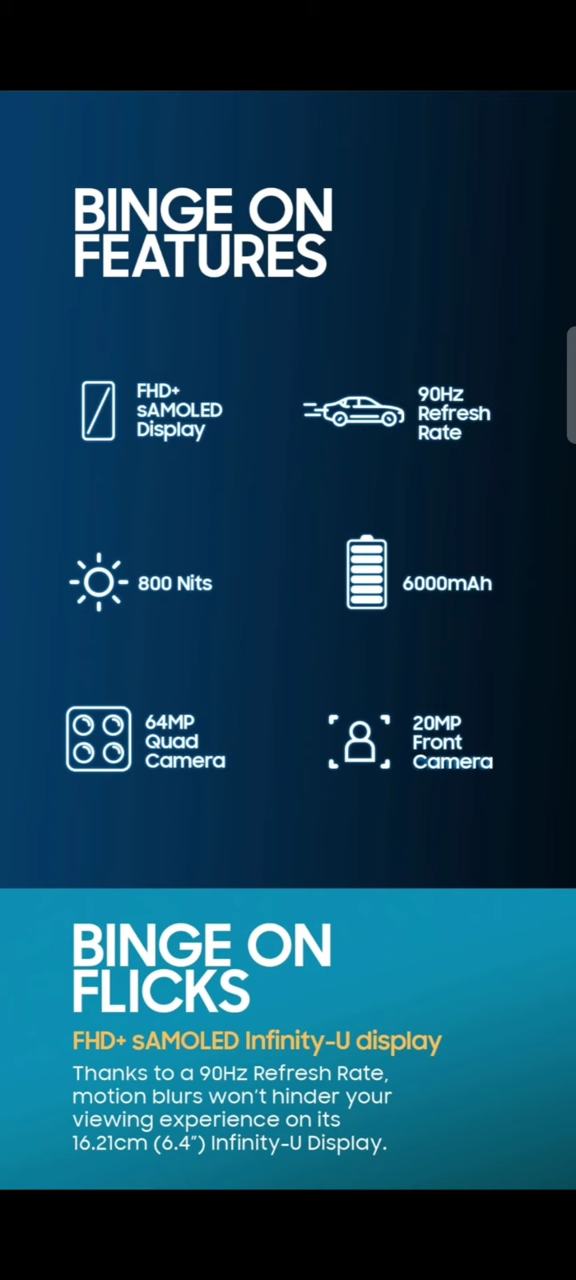 BINGE ON
FEATURES
FHD+
sAMOLED
Display
90Hz
Refresh
Rate
800 Nits
6000mAh
64MP
Quad
Camera
20MP
Front
Camera
BINGE ON
FLICKS
FHD+ sAMOLED Infinity-U display
Thanks to a 90Hz Refresh Rate,
motion blurs won't hinder your
viewing experience on its
16.21cm (6.4") Infinity-U Display.